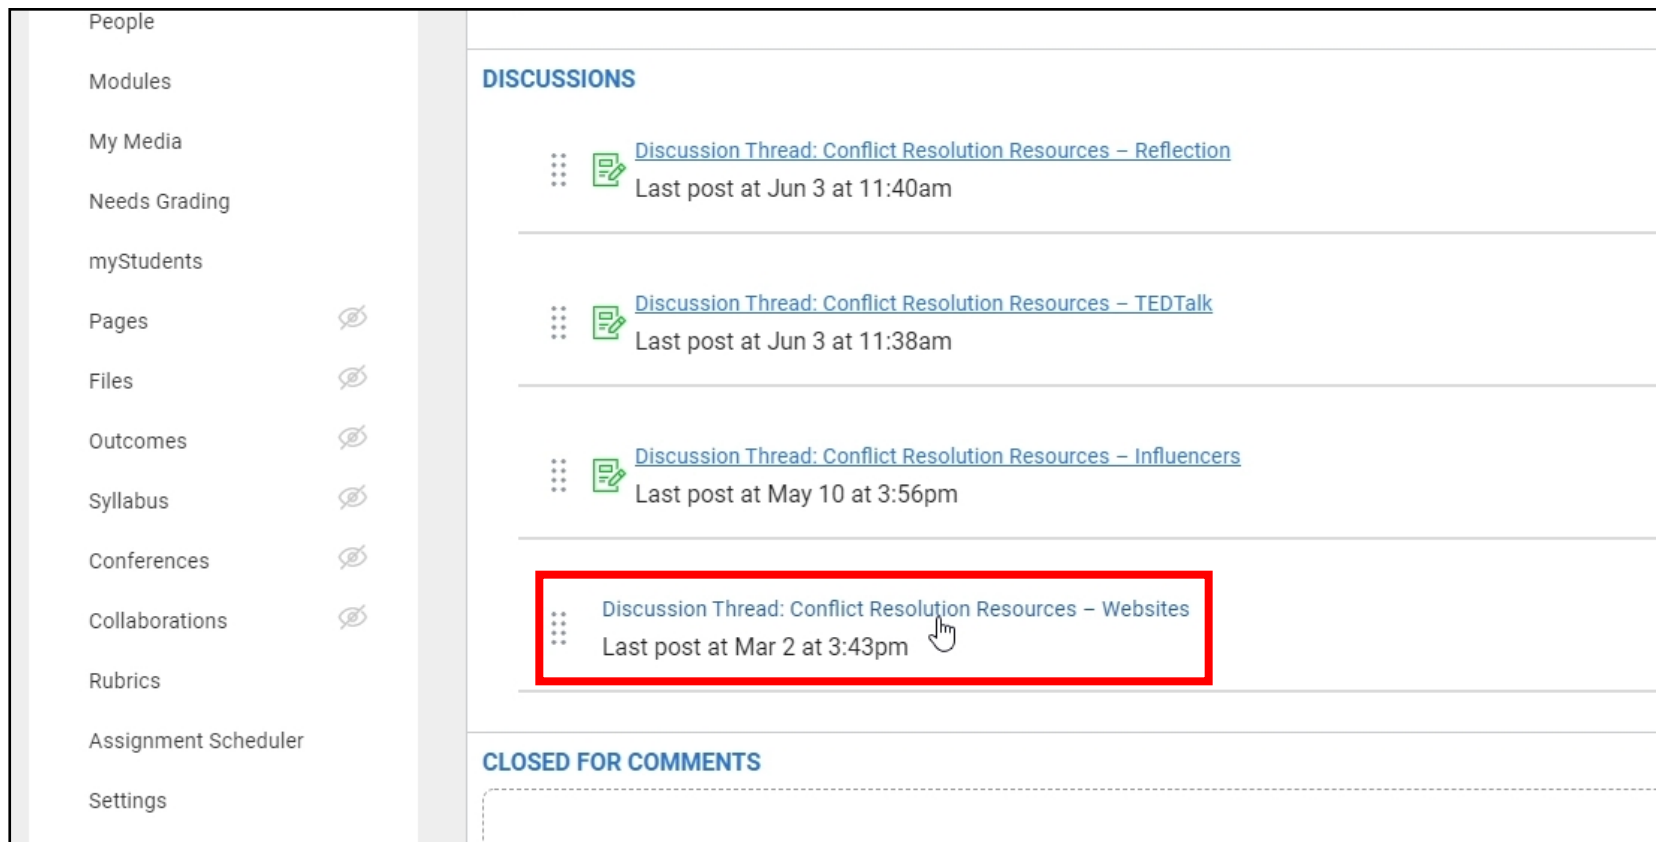 People
Modules
My Media
Needs Grading
myStudents
Pages
Files
Outcomes
Syllabus
Conferences
Collaborations
Rubrics
Assignment Scheduler
Settings
DISCUSSIONS
Discussion Thread: Conflict Resolution Resources – Reflection
Last post at Jun 3 at 11:40am
Discussion Thread: Conflict Resolution Resources – TEDTalk
Last post at Jun 3 at 11:38am
Discussion Thread: Conflict Resolution Resources – Influencers
Last post at May 10 at 3:56pm
Discussion Thread: Conflict Resolution Resources – Websites
Last post at Mar 2 at 3:43pm
CLOSED FOR COMMENTS